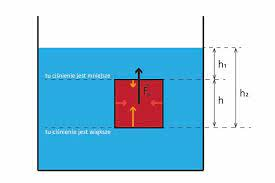 tu ciśnienie jest mniejsze
h₁
F
h
h₂
tu ciśnienie jest większe